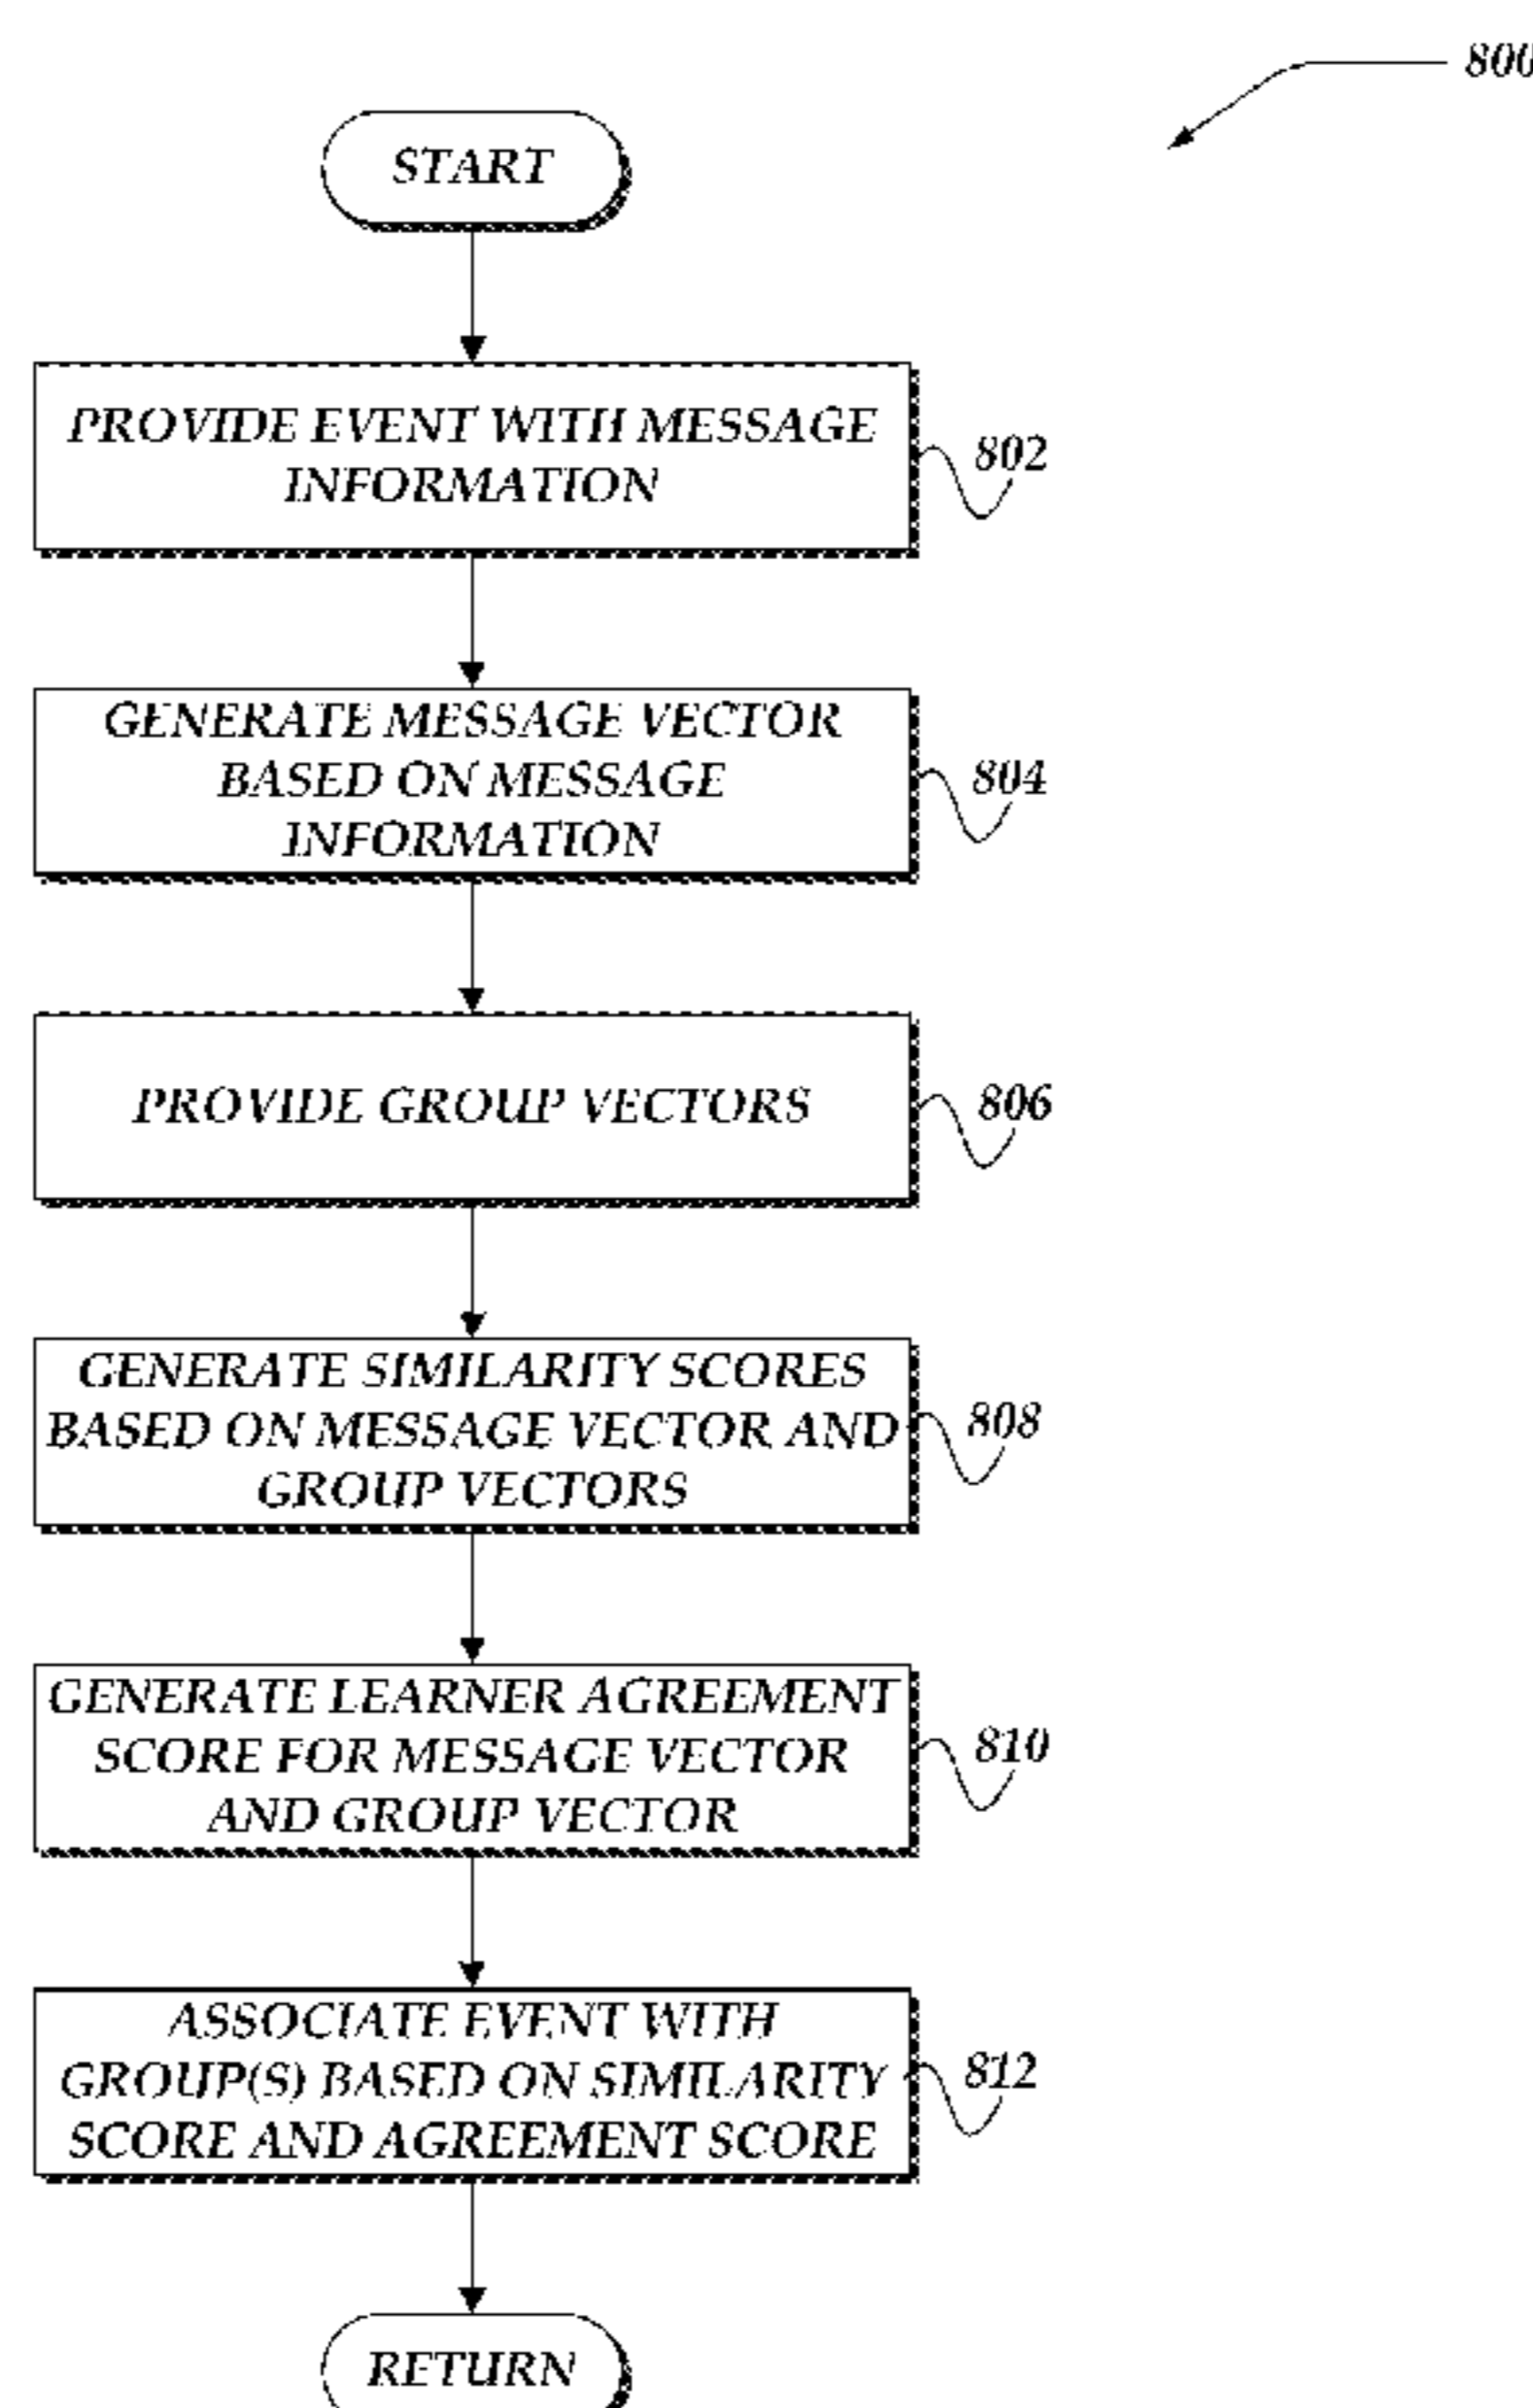 800
START
PROVIDE EVENT WITH MESSAGE
INFORMATION
802
GENERATE MESSAGE VECTOR
BASED ON MESSAGE
INFORMATION
804
PROVIDE GROUP VECTORS
806
GENERATE SIMILARITY SCORES
BASED ON MESSAGE VECTOR AND
GROUP VECTORS
808
GENERATE LEARNER AGREEMENT
SCORE FOR MESSAGE VECTOR
AND GROUP VECTOR
810
ASSOCIATE EVENT WITH
GROUP(S) BASED ON SIMILARITY
SCORE AND AGREEMENT SCORE
812
RETURN